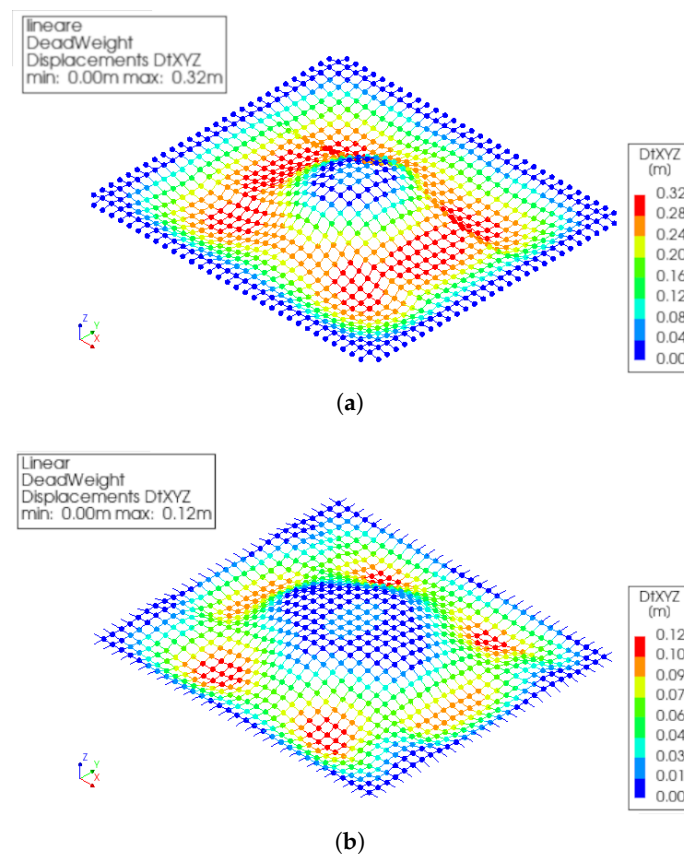 lineare
DeadWeight
Displacements DtXYZ
min: 0.00m max: 0.32m
DtXYZ
(m)
0.32
0.28
0.24
0.20
0.16
0.12
0.08
0.04
0.00
Z
Y
X
(a)
Linear
DeadWeight
Displacements DtXYZ
min: 0.00m max: 0.12m
DtXYZ
(m)
0.12
0.10
0.09
0.07
0.06
0.04
0.03
0.01
0.00
Z
Y
X
(b)